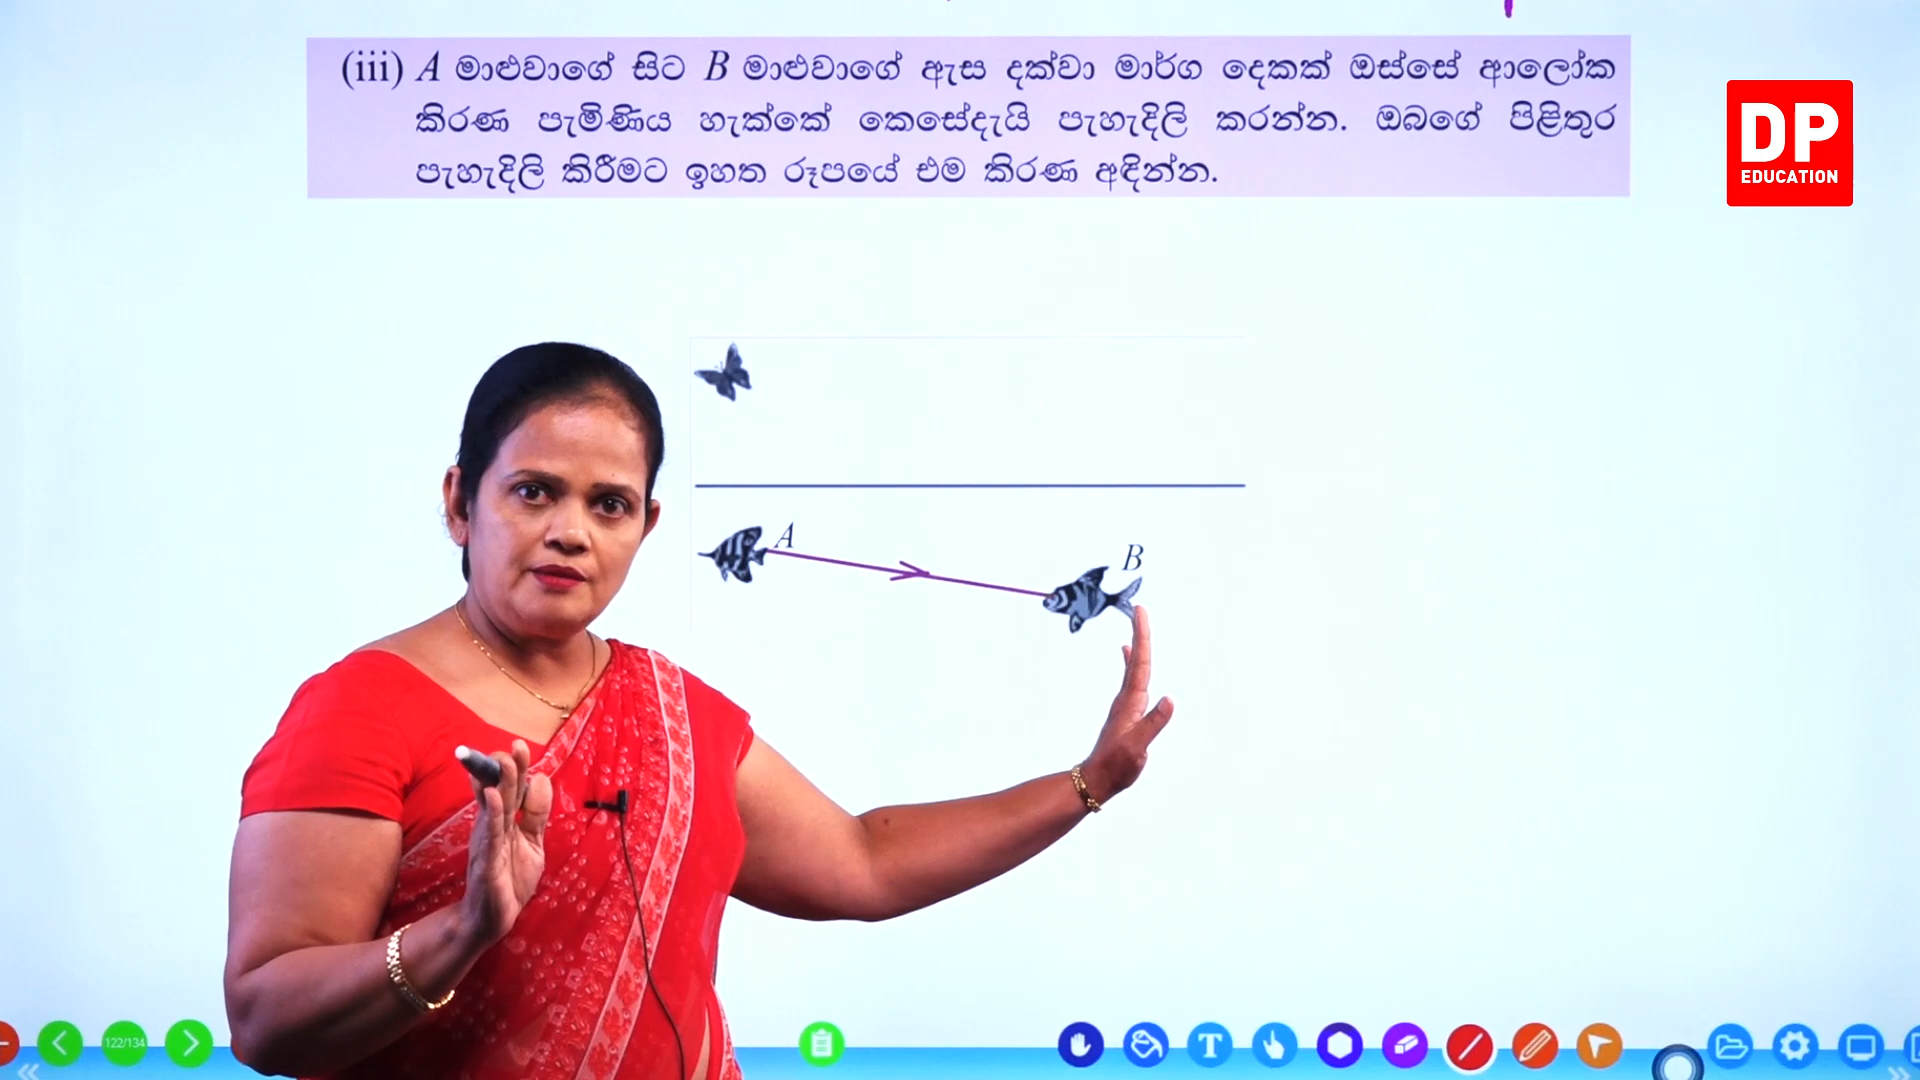 (iii) A මාළුවාගේ සිට B මාළුවාගේ ඇස දක්වා මාර්ග දෙකක් ඔස්සේ ආලෝක
කිරණ පැමිණිය හැක්කේ කෙසේදැයි පැහැදිලි කරන්න. ඔබගේ පිළිතුර
පැහැදිලි කිරීමට ඉහත රූපයේ එම කිරණ අඳින්න.
DP
EDUCATION
A
B
122/134
T